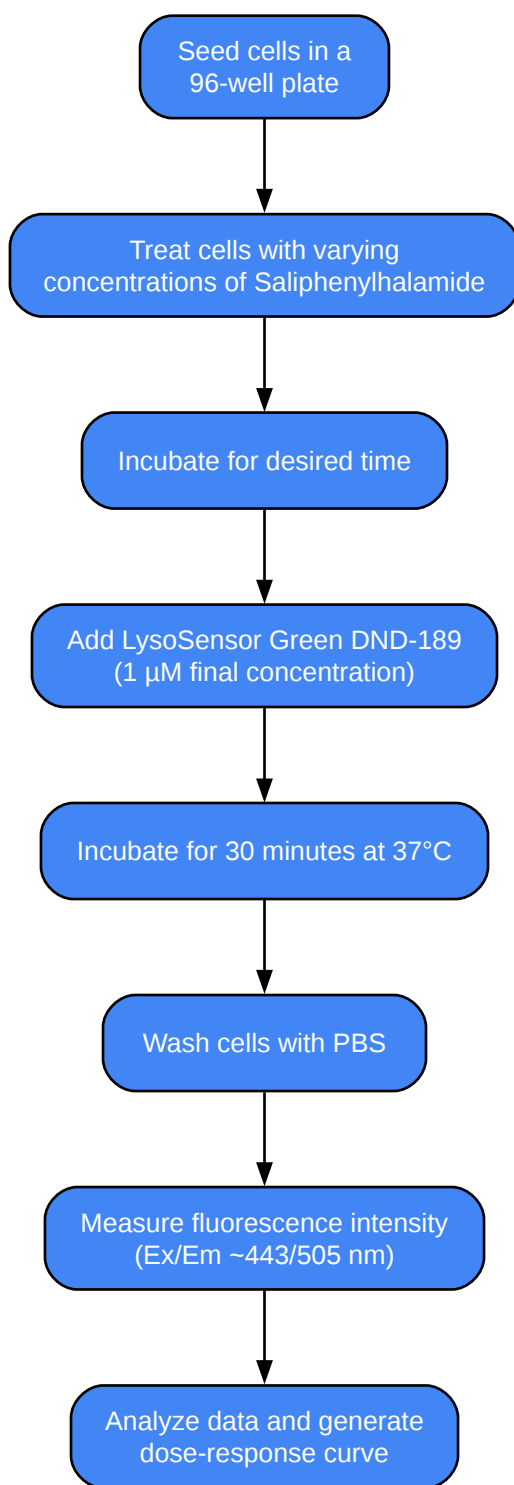 Seed cells in a
96-well plate
Treat cells with varying
concentrations of Saliphenylhalamide
Incubate for desired time
Add LysoSensor Green DND-189
(1 µM final concentration)
Incubate for 30 minutes at 37°C
Wash cells with PBS
Measure fluorescence intensity
(Ex/Em ~443/505 nm)
Analyze data and generate
dose-response curve